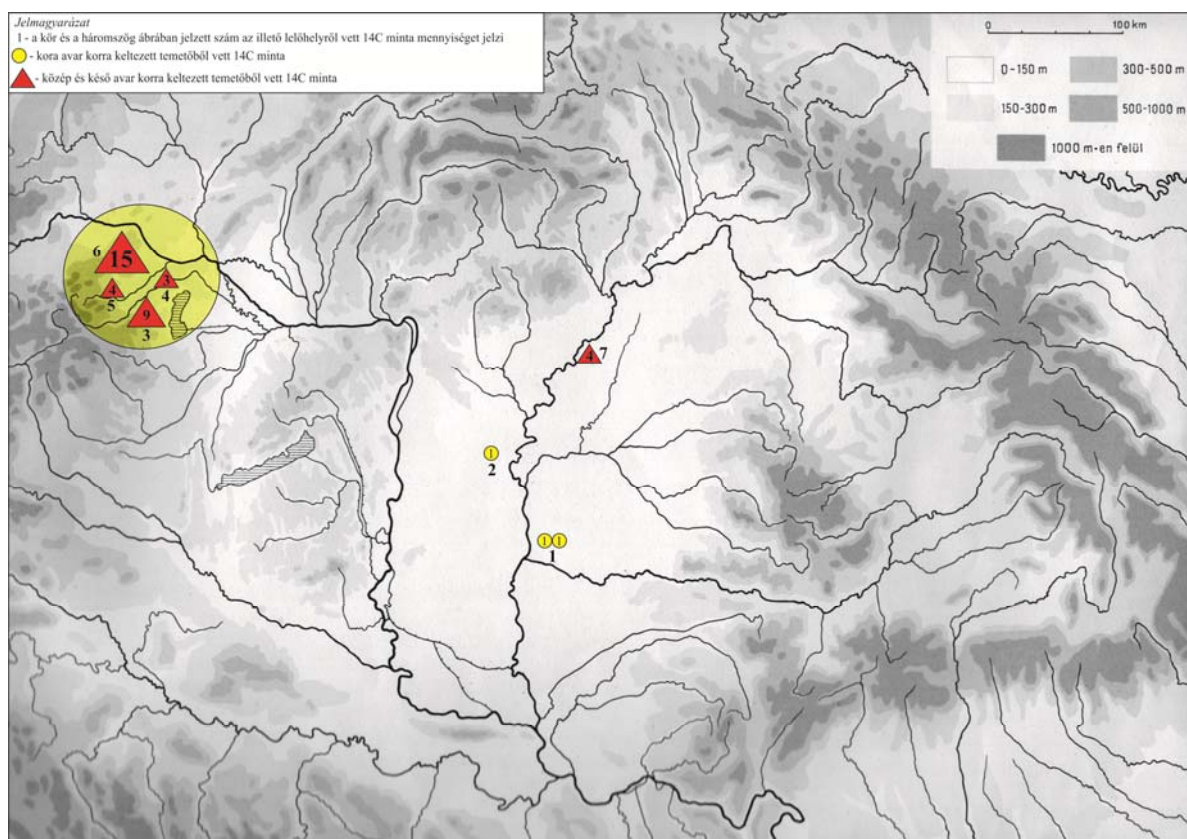 Jelmagyarázat
1 - a kör és a háromszög ábrában jelzett szám az illető lelőhelyről vett 14C minta mennyiséget jelzi
- kora avar korra keltezett temetőből vett 14C minta
- közép és késő avar korra keltezett temetőből vett 14C minta
0 100 km
0-150 m 300-500 m
150-300 m 500-1000 m
1000 m-en felül
6 15
4 3
5 4
9
3
4 7
1
2
1 1
1